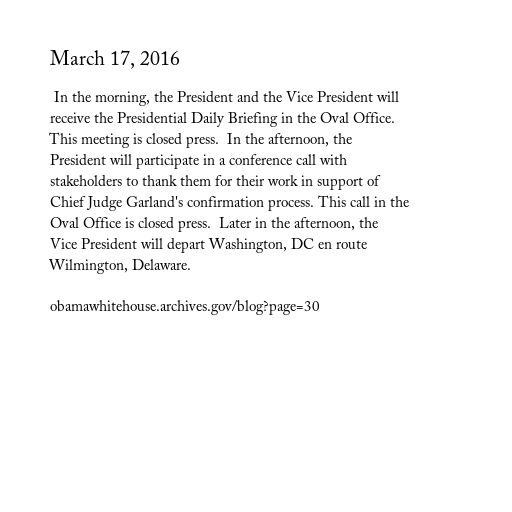 March 17, 2016
In the morning, the President and the Vice President will
receive the Presidential Daily Briefing in the Oval Office.
This meeting is closed press.  In the afternoon, the
President will participate in a conference call with
stakeholders to thank them for their work in support of
Chief Judge Garland's confirmation process. This call in the
Oval Office is closed press.  Later in the afternoon, the
Vice President will depart Washington, DC en route
Wilmington, Delaware.
obamawhitehouse.archives.gov/blog?page=30